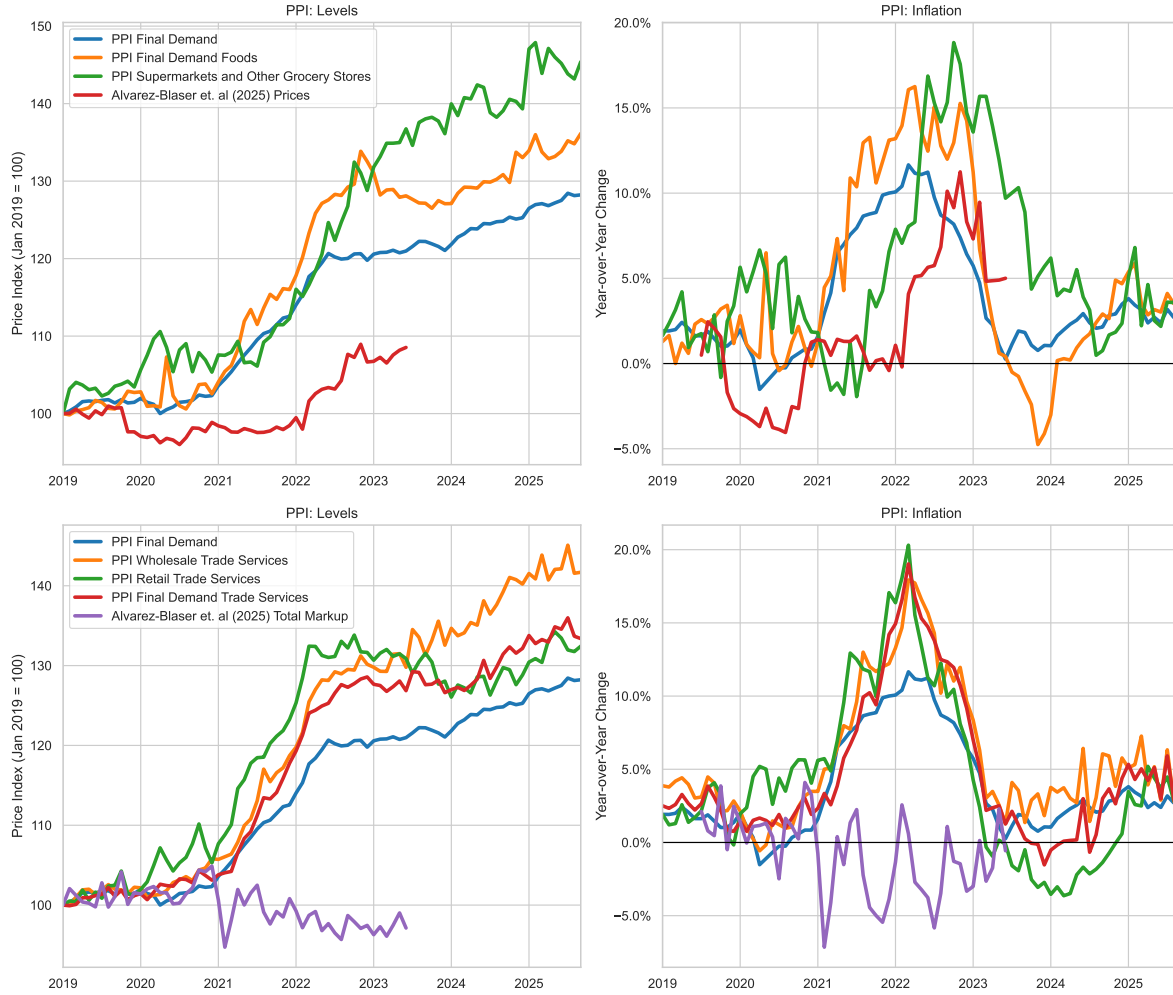 PPI: Levels
150
140
130
120
110
100
Price Index (Jan 2019 = 100)
PPI Final Demand
PPI Final Demand Foods
PPI Supermarkets and Other Grocery Stores
Alvarez-Blaser et. al (2025) Prices
2019 2020 2021 2022 2023 2024 2025
PPI: Inflation
20.0%
15.0%
10.0%
5.0%
0.0%
−5.0%
Year-over-Year Change
2019 2020 2021 2022 2023 2024 2025
PPI: Levels
140
130
120
110
100
Price Index (Jan 2019 = 100)
PPI Final Demand
PPI Wholesale Trade Services
PPI Retail Trade Services
PPI Final Demand Trade Services
Alvarez-Blaser et. al (2025) Total Markup
2019 2020 2021 2022 2023 2024 2025
PPI: Inflation
20.0%
15.0%
10.0%
5.0%
0.0%
−5.0%
Year-over-Year Change
2019 2020 2021 2022 2023 2024 2025